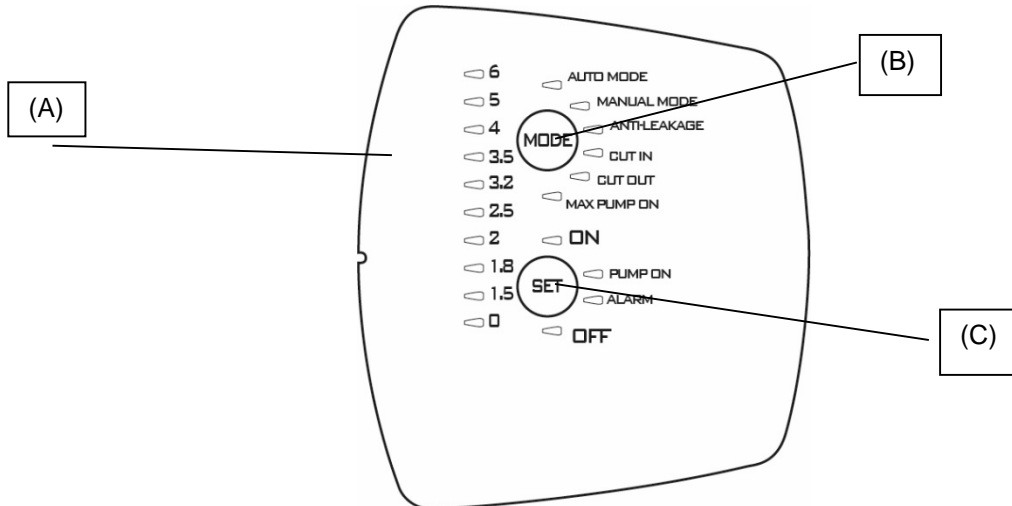 (A)
6
5
4
3.5
3.2
2.5
2
1.8
1.5
0
AUTO MODE
MANUAL MODE
ANTI-LEAKAGE
CUT IN
CUT OUT
MAX PUMP ON
MODE
ON
SET
PUMP ON
ALARM
OFF
(B)
(C)